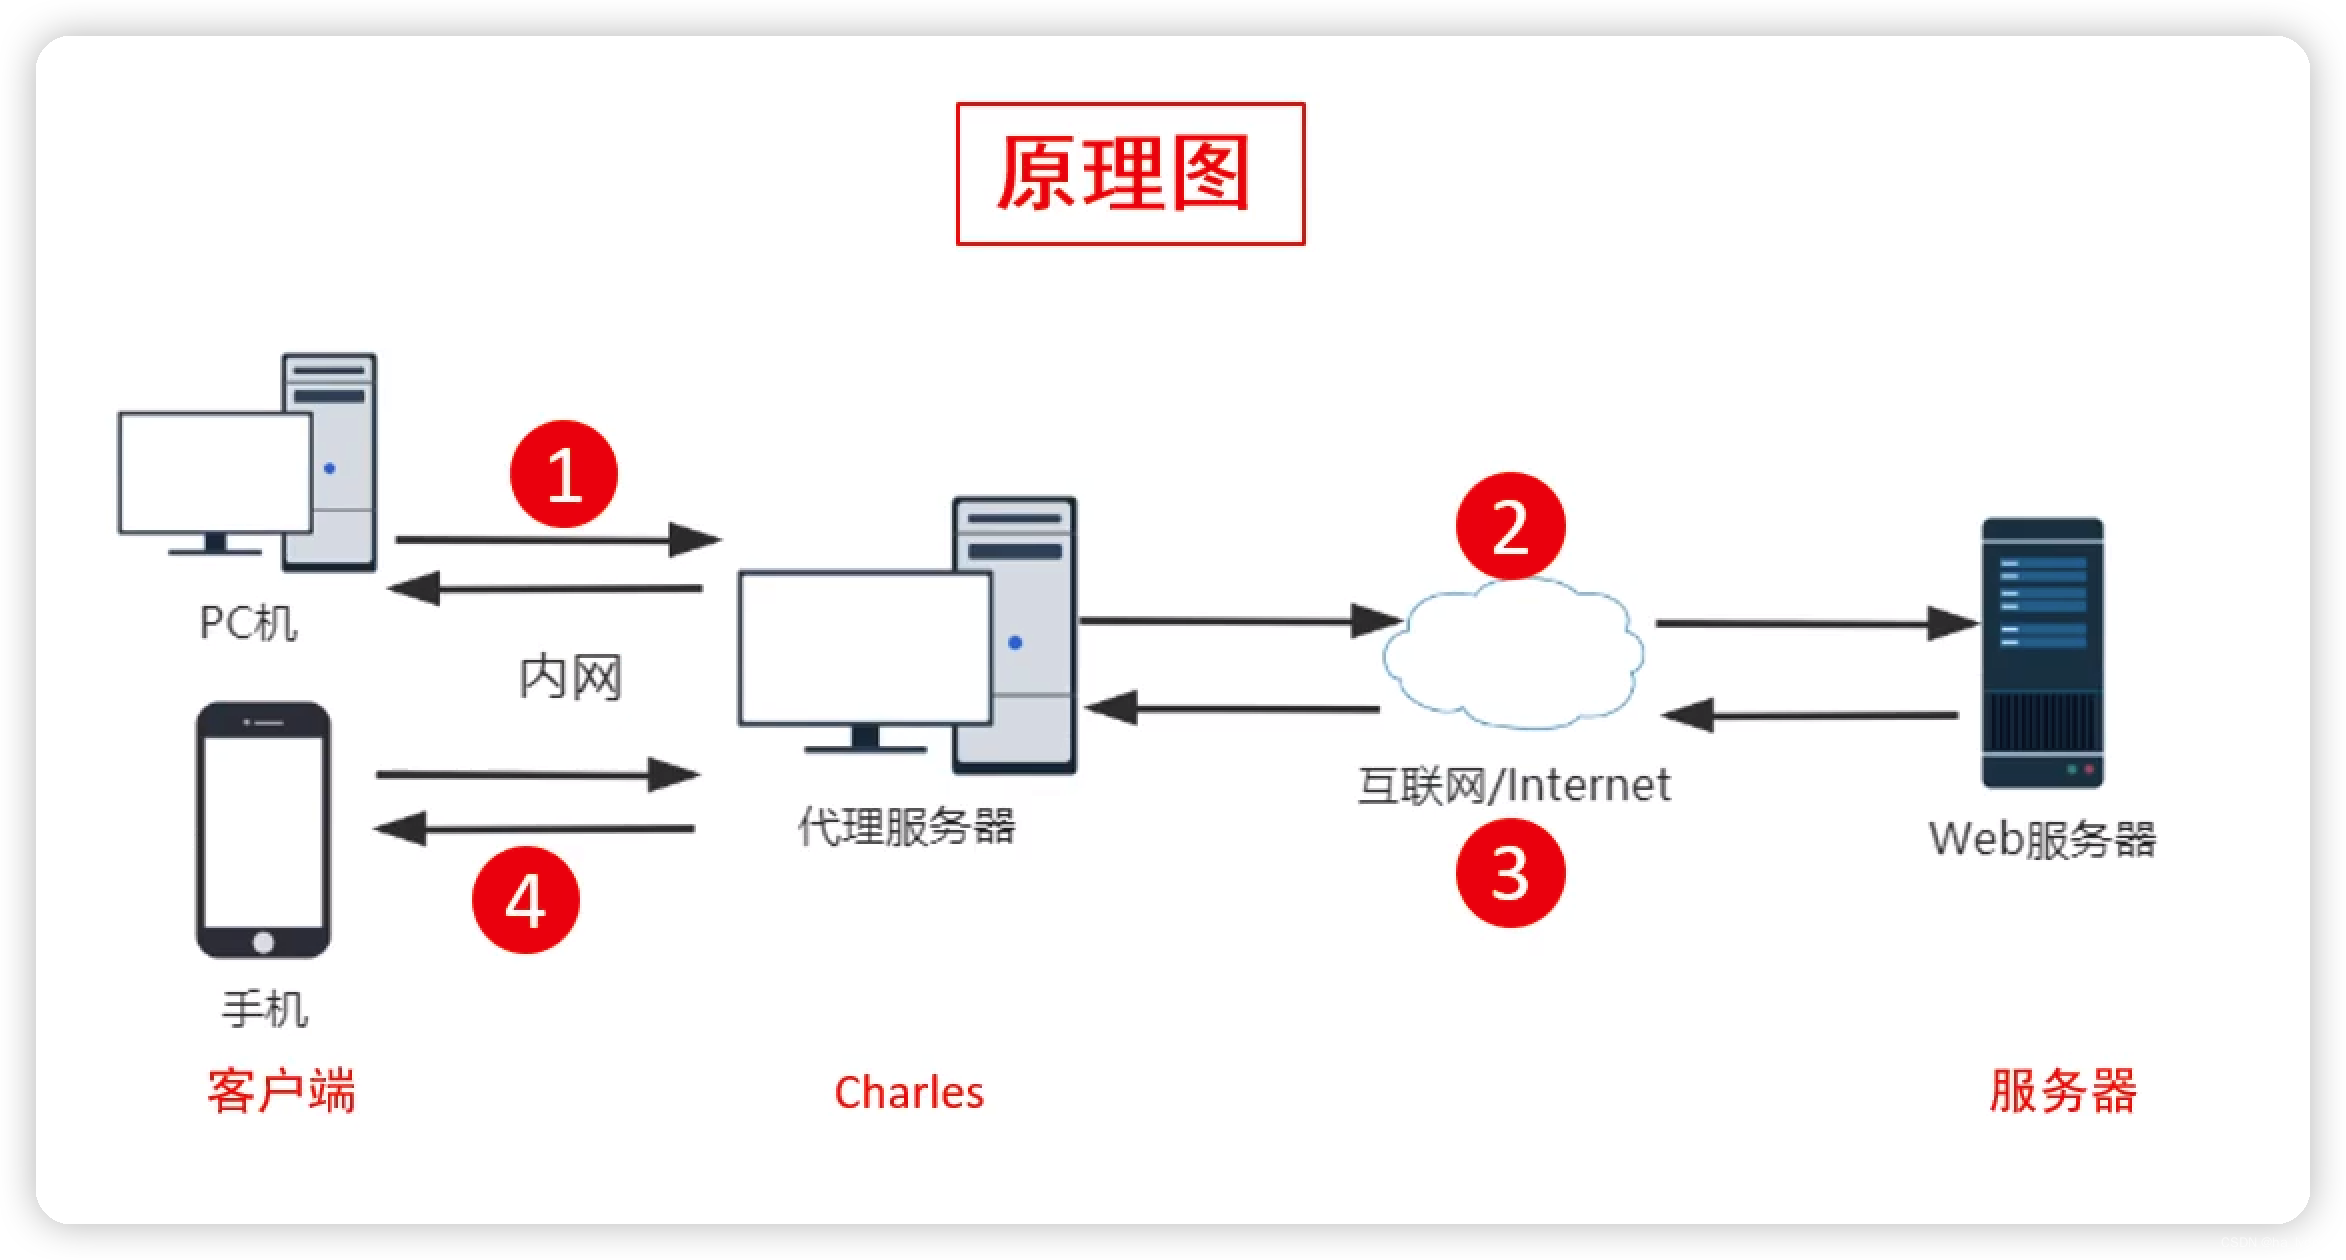 原理图
1
2
PC机
内网
互联网/Internet
代理服务器
Web服务器
3
4
手机
客户端
Charles
服务器